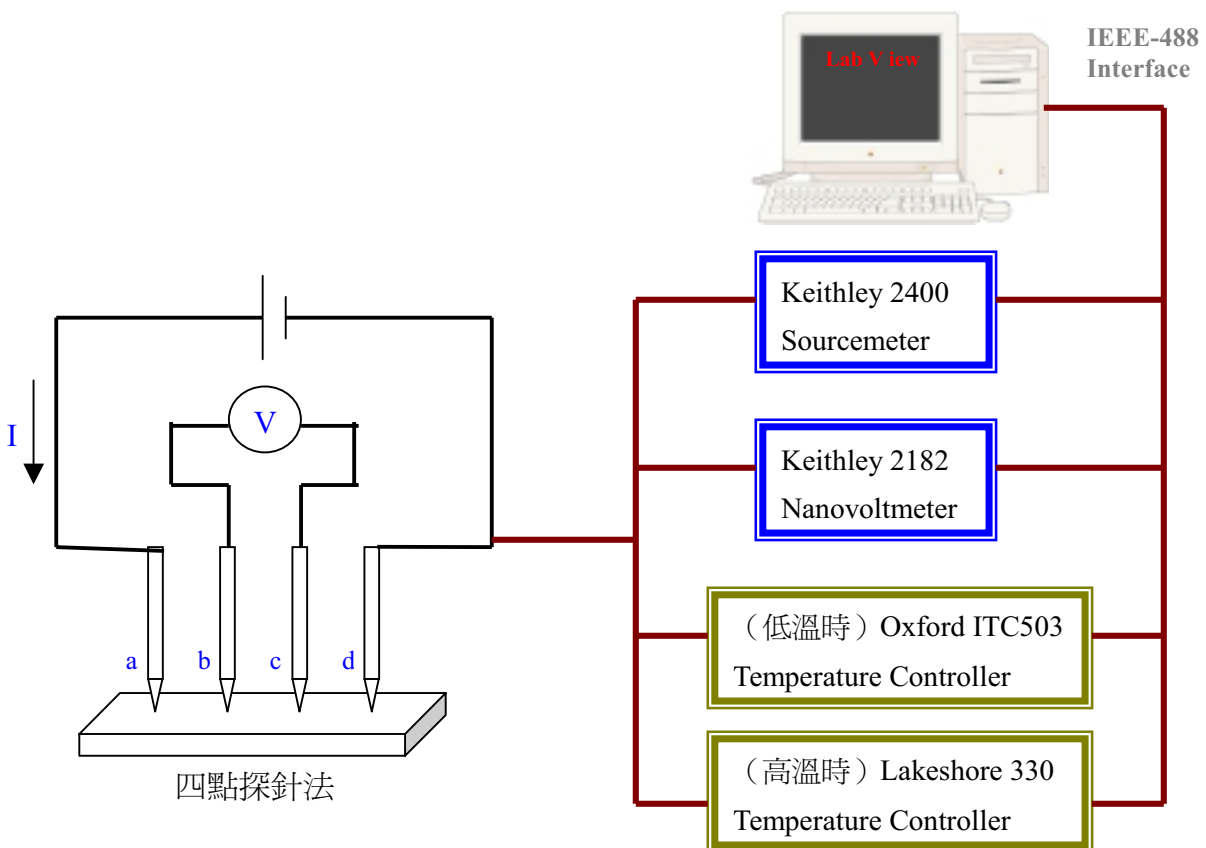 IEEE-488
Interface
Lab V iew
Keithley 2400
Sourcemeter
I
V
Keithley 2182
Nanovoltmeter
a b c d
（低溫時）Oxford ITC503
Temperature Controller
四點探針法
（高溫時）Lakeshore 330
Temperature Controller